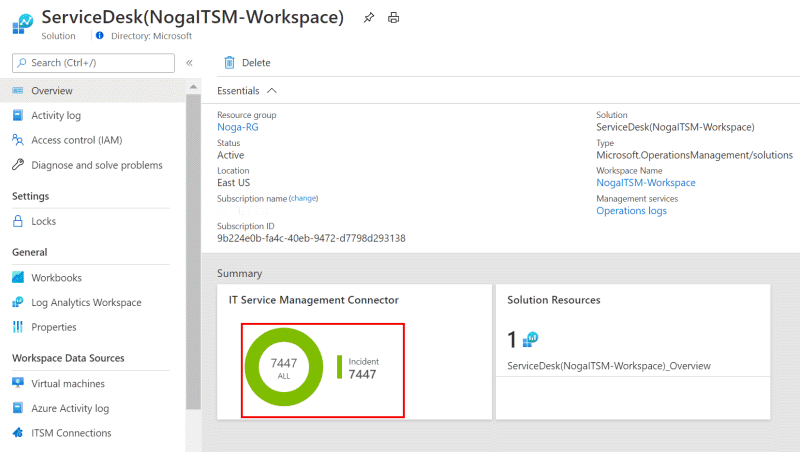 ServiceDesk(NogaITSM-Workspace)
Solution
Directory: Microsoft
Search (Ctrl+/)
«
Overview
Activity log
Access control (IAM)
Diagnose and solve problems
Settings
Locks
General
Workbooks
Log Analytics Workspace
Properties
Workspace Data Sources
Virtual machines
Azure Activity log
ITSM Connections
Delete
Essentials
Resource group
Noga-RG
Status
Active
Location
East US
Subscription name (change)
Subscription ID
9b224e0b-fa4c-40eb-9472-d7798d293138
Solution
ServiceDesk(NogaITSM-Workspace)
Type
Microsoft.OperationsManagement/solutions
Workspace Name
NogaITSM-Workspace
Management services
Operations logs
Summary
IT Service Management Connector
7447
ALL
Incident
7447
Solution Resources
1
ServiceDesk(NogaITSM-Workspace)_Overview